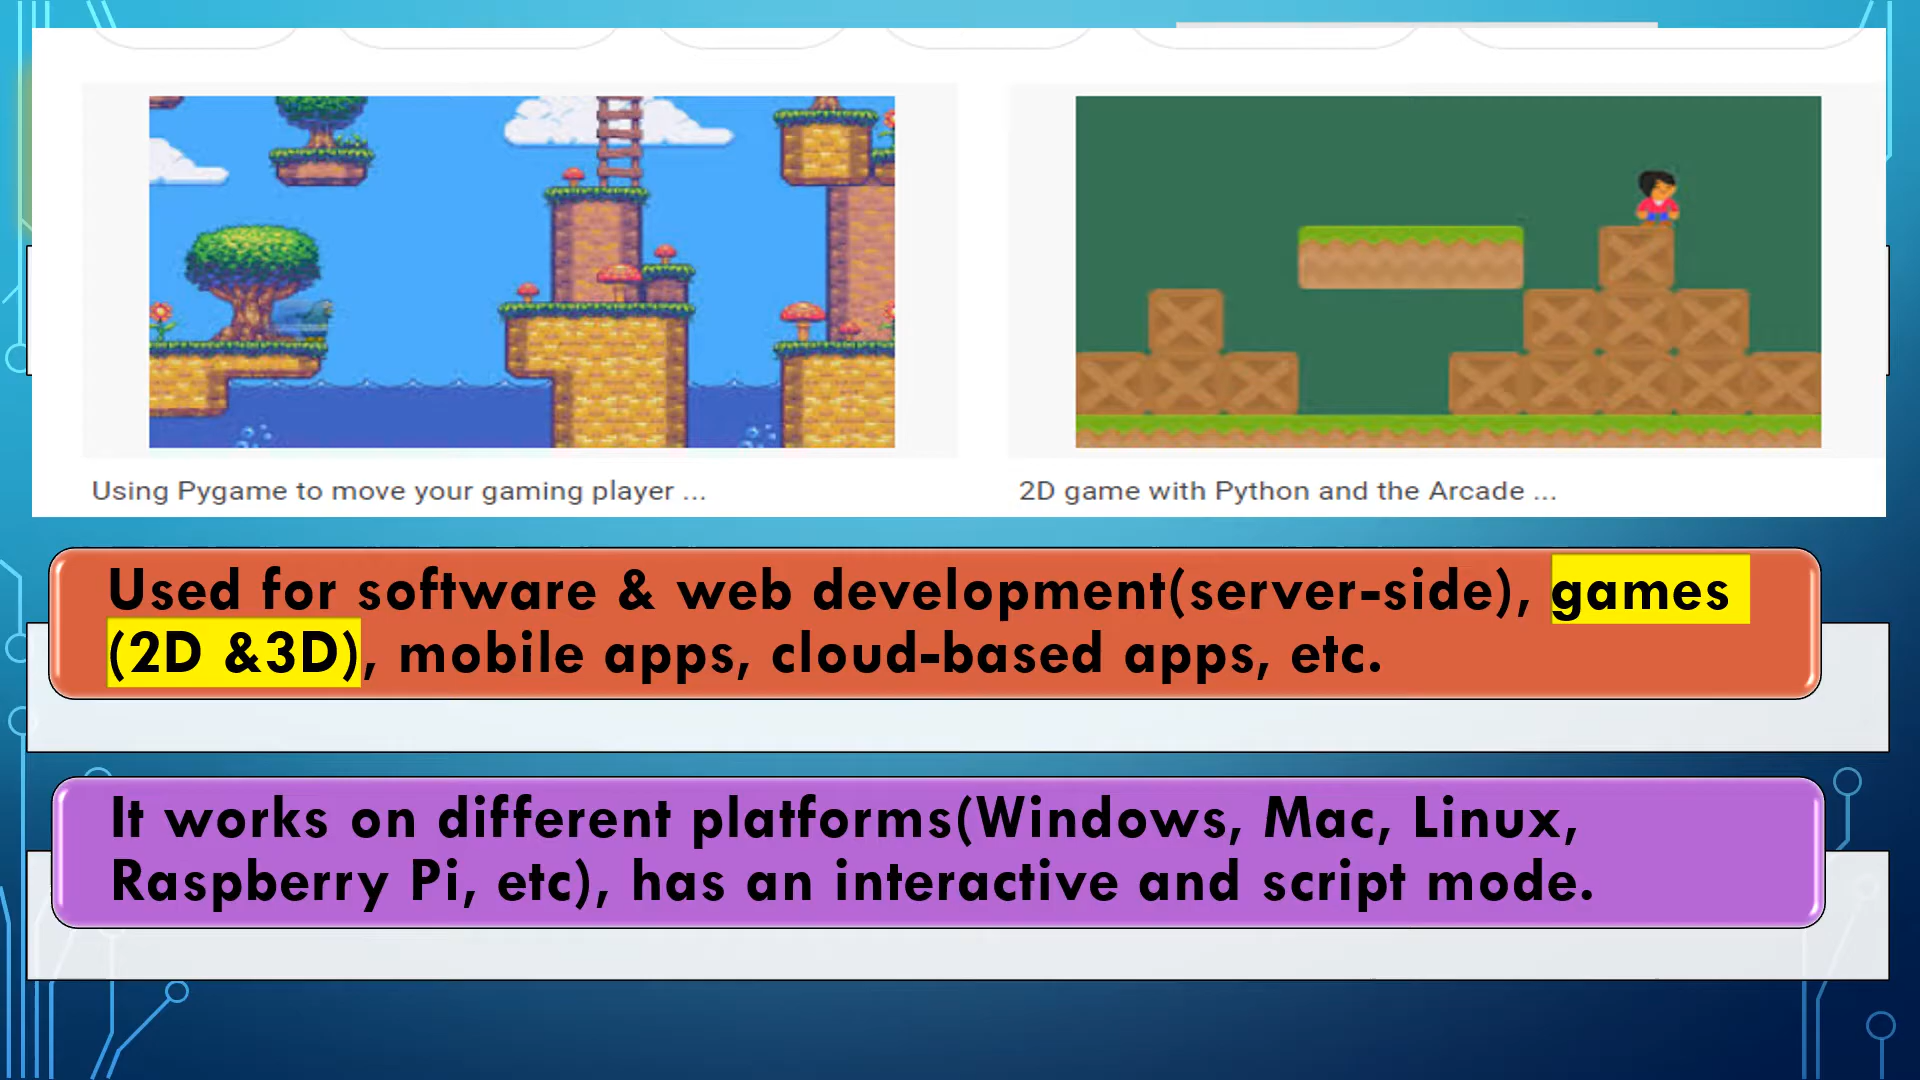 Using Pygame to move your gaming player ...
2D game with Python and the Arcade ...
Used for software & web development(server-side), games
(2D &3D), mobile apps, cloud-based apps, etc.
It works on different platforms(Windows, Mac, Linux,
Raspberry Pi, etc), has an interactive and script mode.